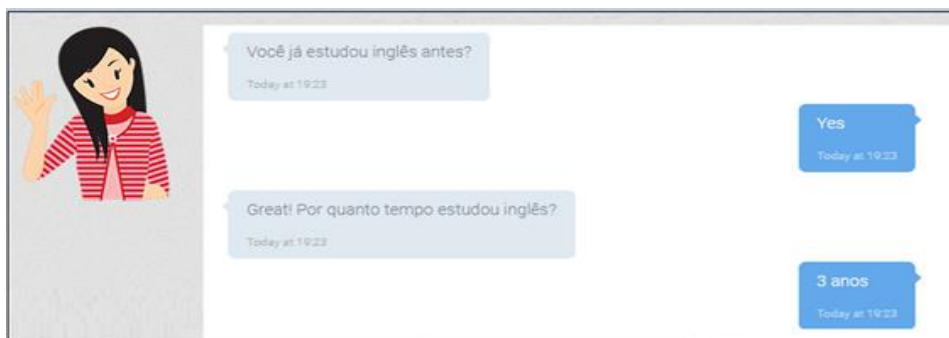 Você já estudou inglês antes?
Today at 19:23
Yes
Today at 19:23
Great! Por quanto tempo estudou inglês?
Today at 19:23
3 anos
Today at 19:23